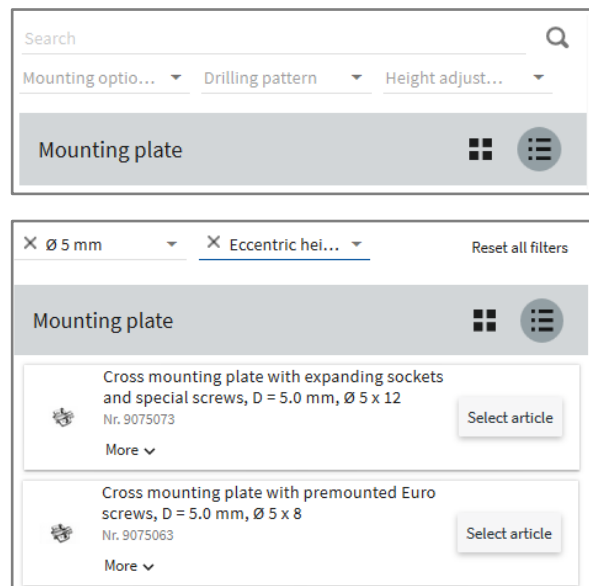 Search
Mounting optio... Drilling pattern Height adjust...
Mounting plate
Ø 5 mm Eccentric hei... Reset all filters
Mounting plate
Cross mounting plate with expanding sockets
and special screws, D = 5.0 mm, Ø 5 x 12
Nr. 9075073
Select article
More
Cross mounting plate with premounted Euro
screws, D = 5.0 mm, Ø 5 x 8
Nr. 9075063
Select article
More